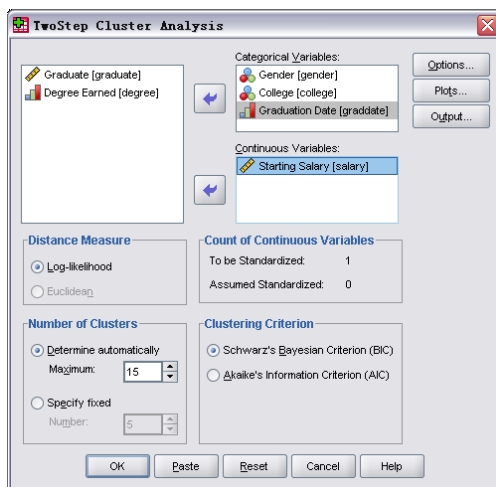 TwoStep Cluster Analysis
Graduate [graduate]
Degree Earned [degree]
Categorical Variables:
Gender [gender]
College [college]
Graduation Date [graddate]
Continuous Variables:
Starting Salary [salary]
Options...
Plots...
Output...
Distance Measure
Log-likelihood
Euclidean
Count of Continuous Variables
To be Standardized: 1
Assumed Standardized: 0
Number of Clusters
Determine automatically
Maximum: 15
Specify fixed
Number: 5
Clustering Criterion
Schwarz's Bayesian Criterion (BIC)
Akaike's Information Criterion (AIC)
OK Paste Reset Cancel Help